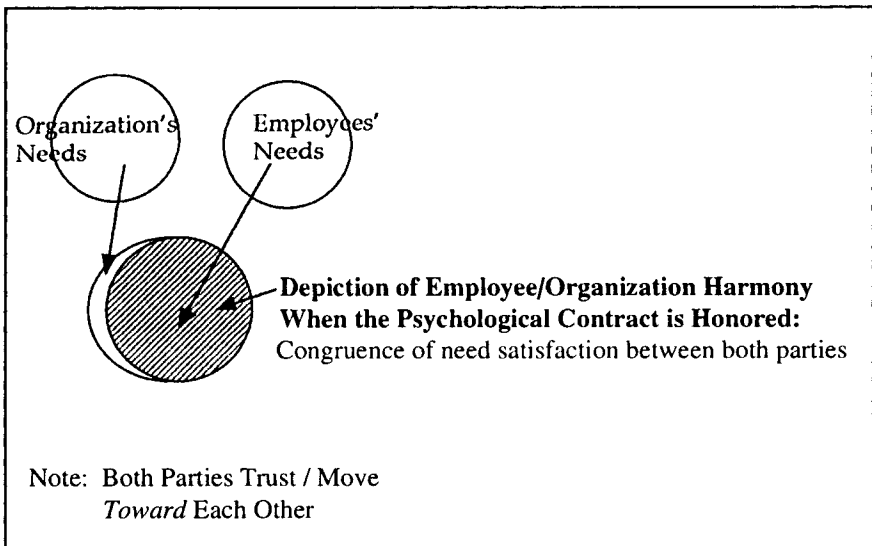 Organization's
Needs
Employees'
Needs
Depiction of Employee/Organization Harmony
When the Psychological Contract is Honored:
Congruence of need satisfaction between both parties
Note: Both Parties Trust / Move
Toward Each Other